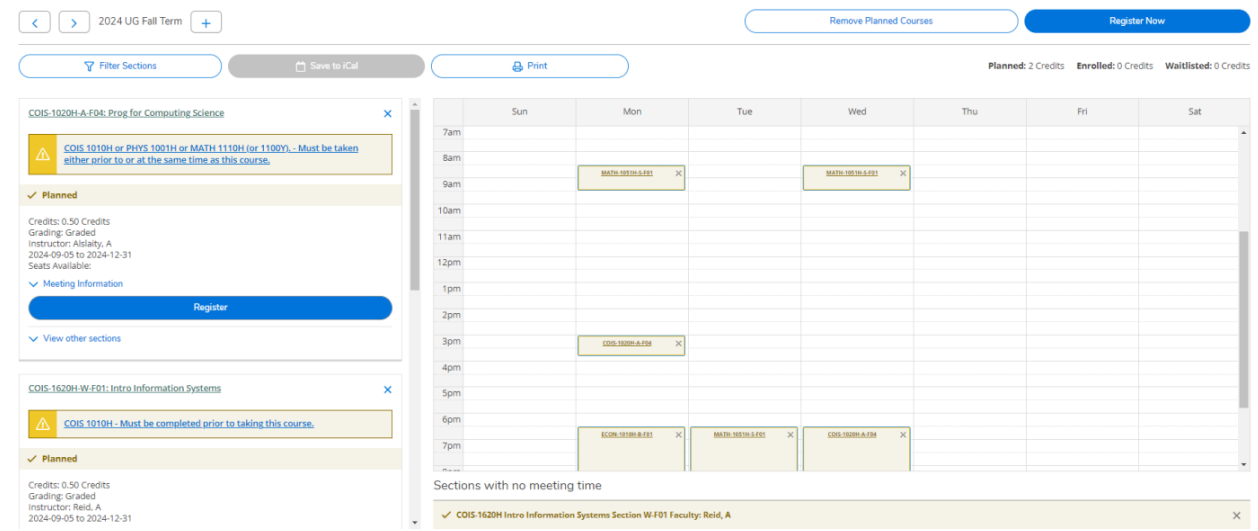 2024 UG Fall Term
Remove Planned Courses
Register Now
Filter Sections
Save to iCal
Print
Planned: 2 Credits Enrolled: 0 Credits Waitlisted: 0 Credits
COIS-1020H-A-F04: Prog for Computing Science
COIS 1010H or PHYS 1001H or MATH 1110H (or 1100Y). - Must be taken
either prior to or at the same time as this course.
Planned
Credits: 0.50 Credits
Grading: Graded
Instructor: Alslaity, A
2024-09-05 to 2024-12-31
Seats Available:
Meeting Information
Register
View other sections
COIS-1620H-W-F01: Intro Information Systems
COIS 1010H - Must be completed prior to taking this course.
Planned
Credits: 0.50 Credits
Grading: Graded
Instructor: Reid, A
2024-09-05 to 2024-12-31
Sun Mon Tue Wed Thu Fri Sat
7am
8am
MATH-1051H-S-F01 MATH-1051H-S-F01
9am
10am
11am
12pm
1pm
2pm
3pm
COIS-1020H-A-F04
4pm
5pm
6pm
ECON-1010H-B-F01 MATH-1051H-S-F01 COIS-1020H-A-F04
7pm
Sections with no meeting time
COIS-1620H Intro Information Systems Section W-F01 Faculty: Reid, A